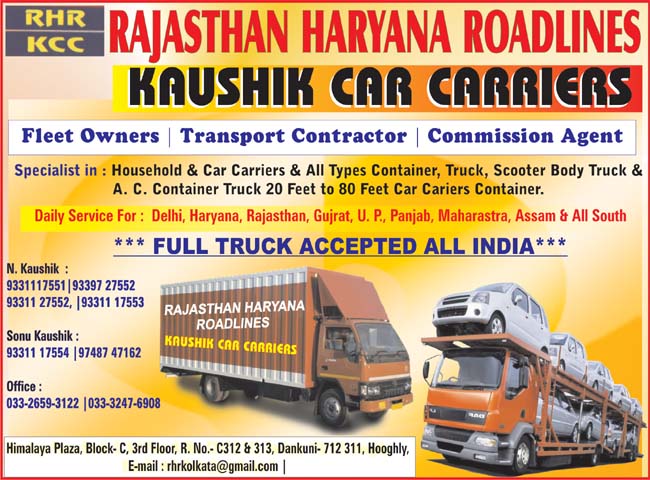 RHR
KCC
RAJASTHAN HARYANA ROADLINES
KAUSHIK CAR CARRIERS
Fleet Owners | Transport Contractor | Commission Agent
Specialist in : Household & Car Carriers & All Types Container, Truck, Scooter Body Truck &
A. C. Container Truck 20 Feet to 80 Feet Car Cariers Container.
Daily Service For : Delhi, Haryana, Rajasthan, Gujrat, U. P., Panjab, Maharastra, Assam & All South
*** FULL TRUCK ACCEPTED ALL INDIA***
N. Kaushik :
9331117551|93397 27552
93311 27552, |93311 17553
Sonu Kaushik :
93311 17554 |97487 47162
Office :
033-2659-3122 |033-3247-6908
RAJASTHAN HARYANA
ROADLINES
KAUSHIK CAR CARRIERS
Himalaya Plaza, Block- C, 3rd Floor, R. No.- C312 & 313, Dankuni- 712 311, Hooghly,
E-mail : rhrkolkata@gmail.com |